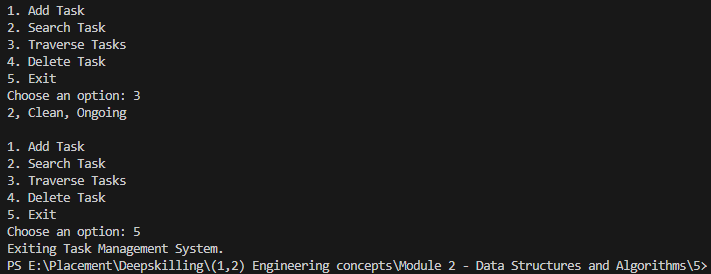 1. Add Task
2. Search Task
3. Traverse Tasks
4. Delete Task
5. Exit
Choose an option: 3
2, Clean, Ongoing
1. Add Task
2. Search Task
3. Traverse Tasks
4. Delete Task
5. Exit
Choose an option: 5
Exiting Task Management System.
PS E:\Placement\Deepskilling\(1,2) Engineering concepts\Module 2 - Data Structures and Algorithms\5>